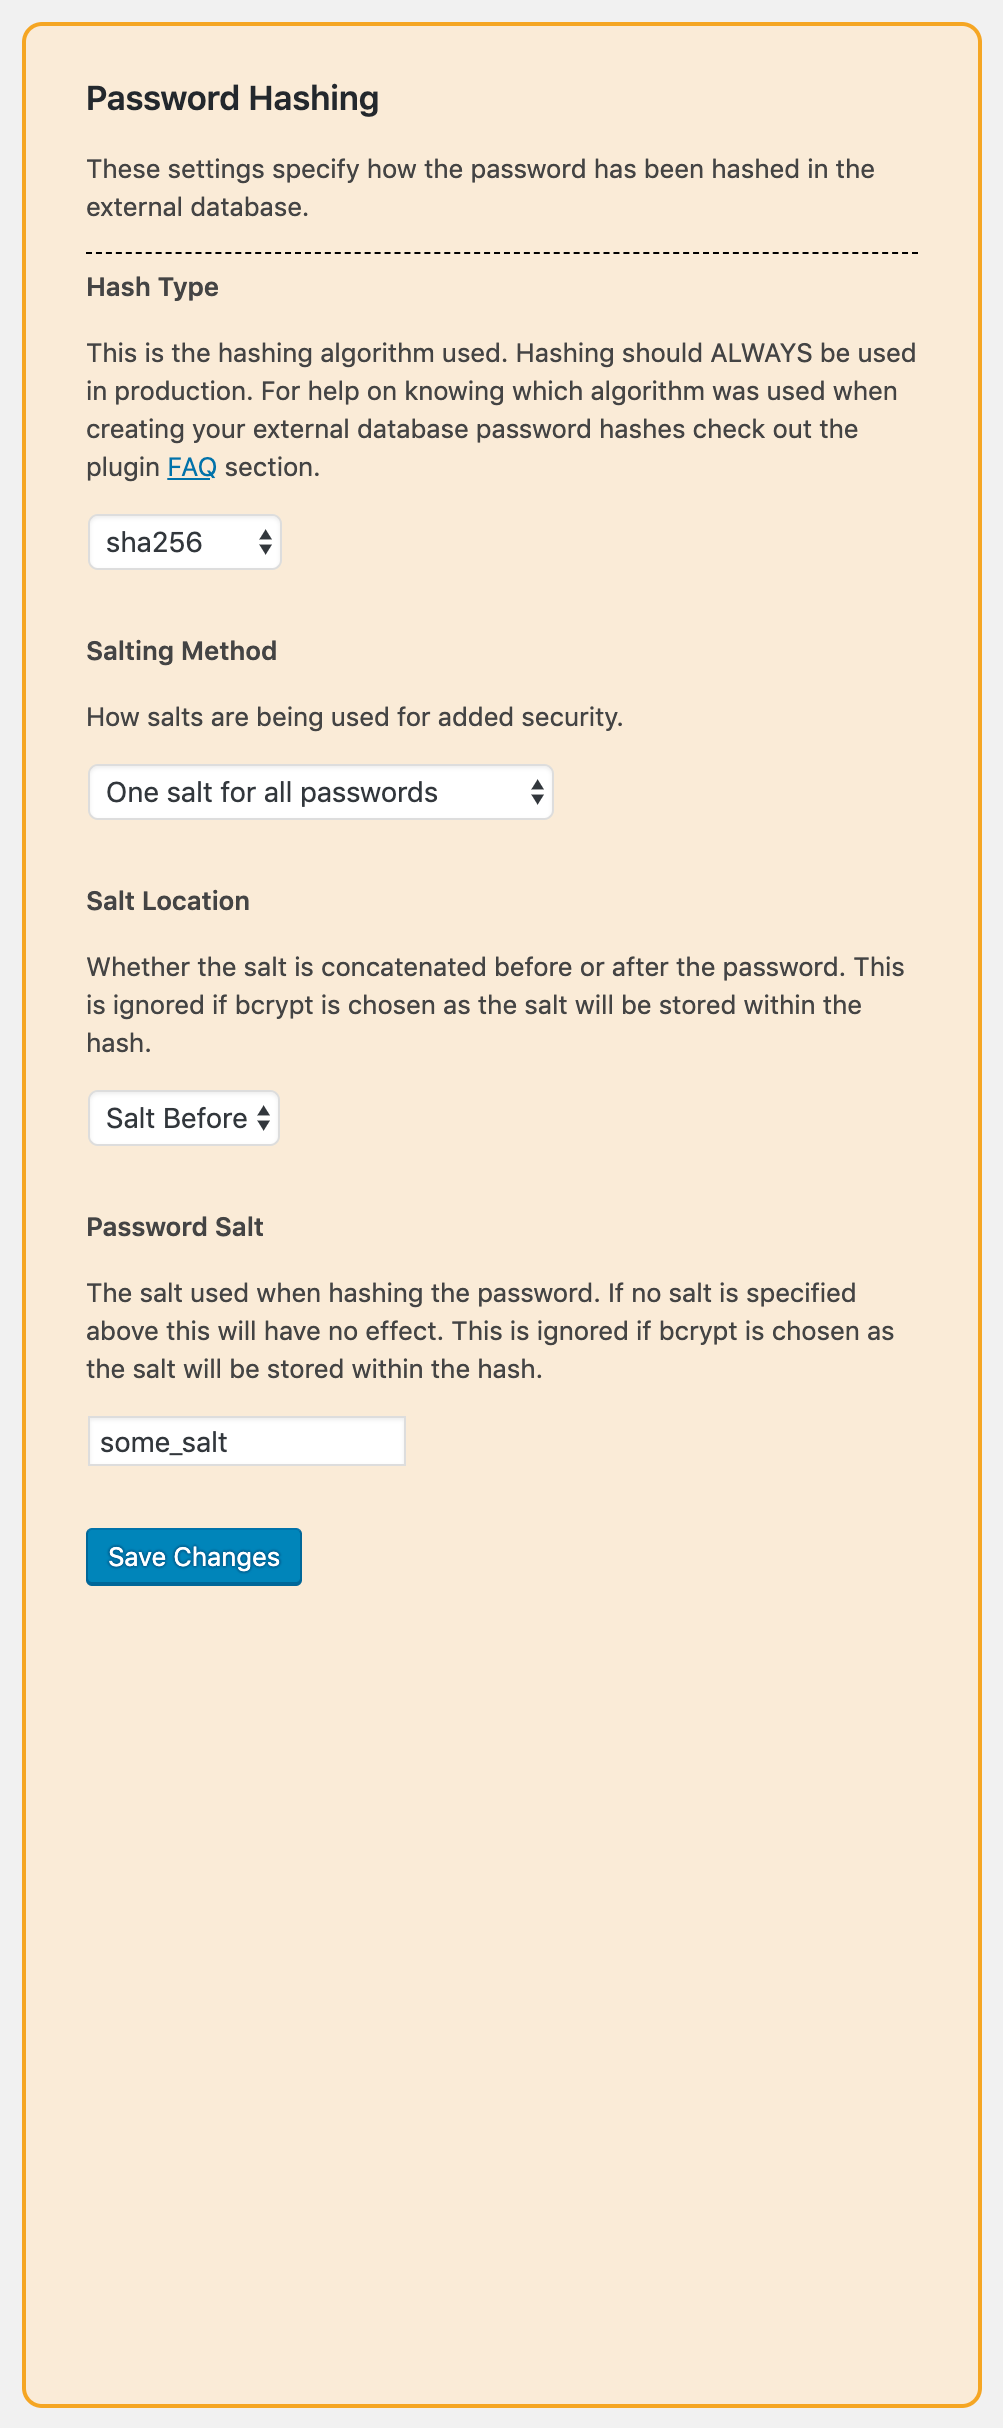 Password Hashing
These settings specify how the password has been hashed in the
external database.
Hash Type
This is the hashing algorithm used. Hashing should ALWAYS be used
in production. For help on knowing which algorithm was used when
creating your external database password hashes check out the
plugin FAQ section.
sha256
Salting Method
How salts are being used for added security.
One salt for all passwords
Salt Location
Whether the salt is concatenated before or after the password. This
is ignored if bcrypt is chosen as the salt will be stored within the
hash.
Salt Before
Password Salt
The salt used when hashing the password. If no salt is specified
above this will have no effect. This is ignored if bcrypt is chosen as
the salt will be stored within the hash.
some_salt
Save Changes